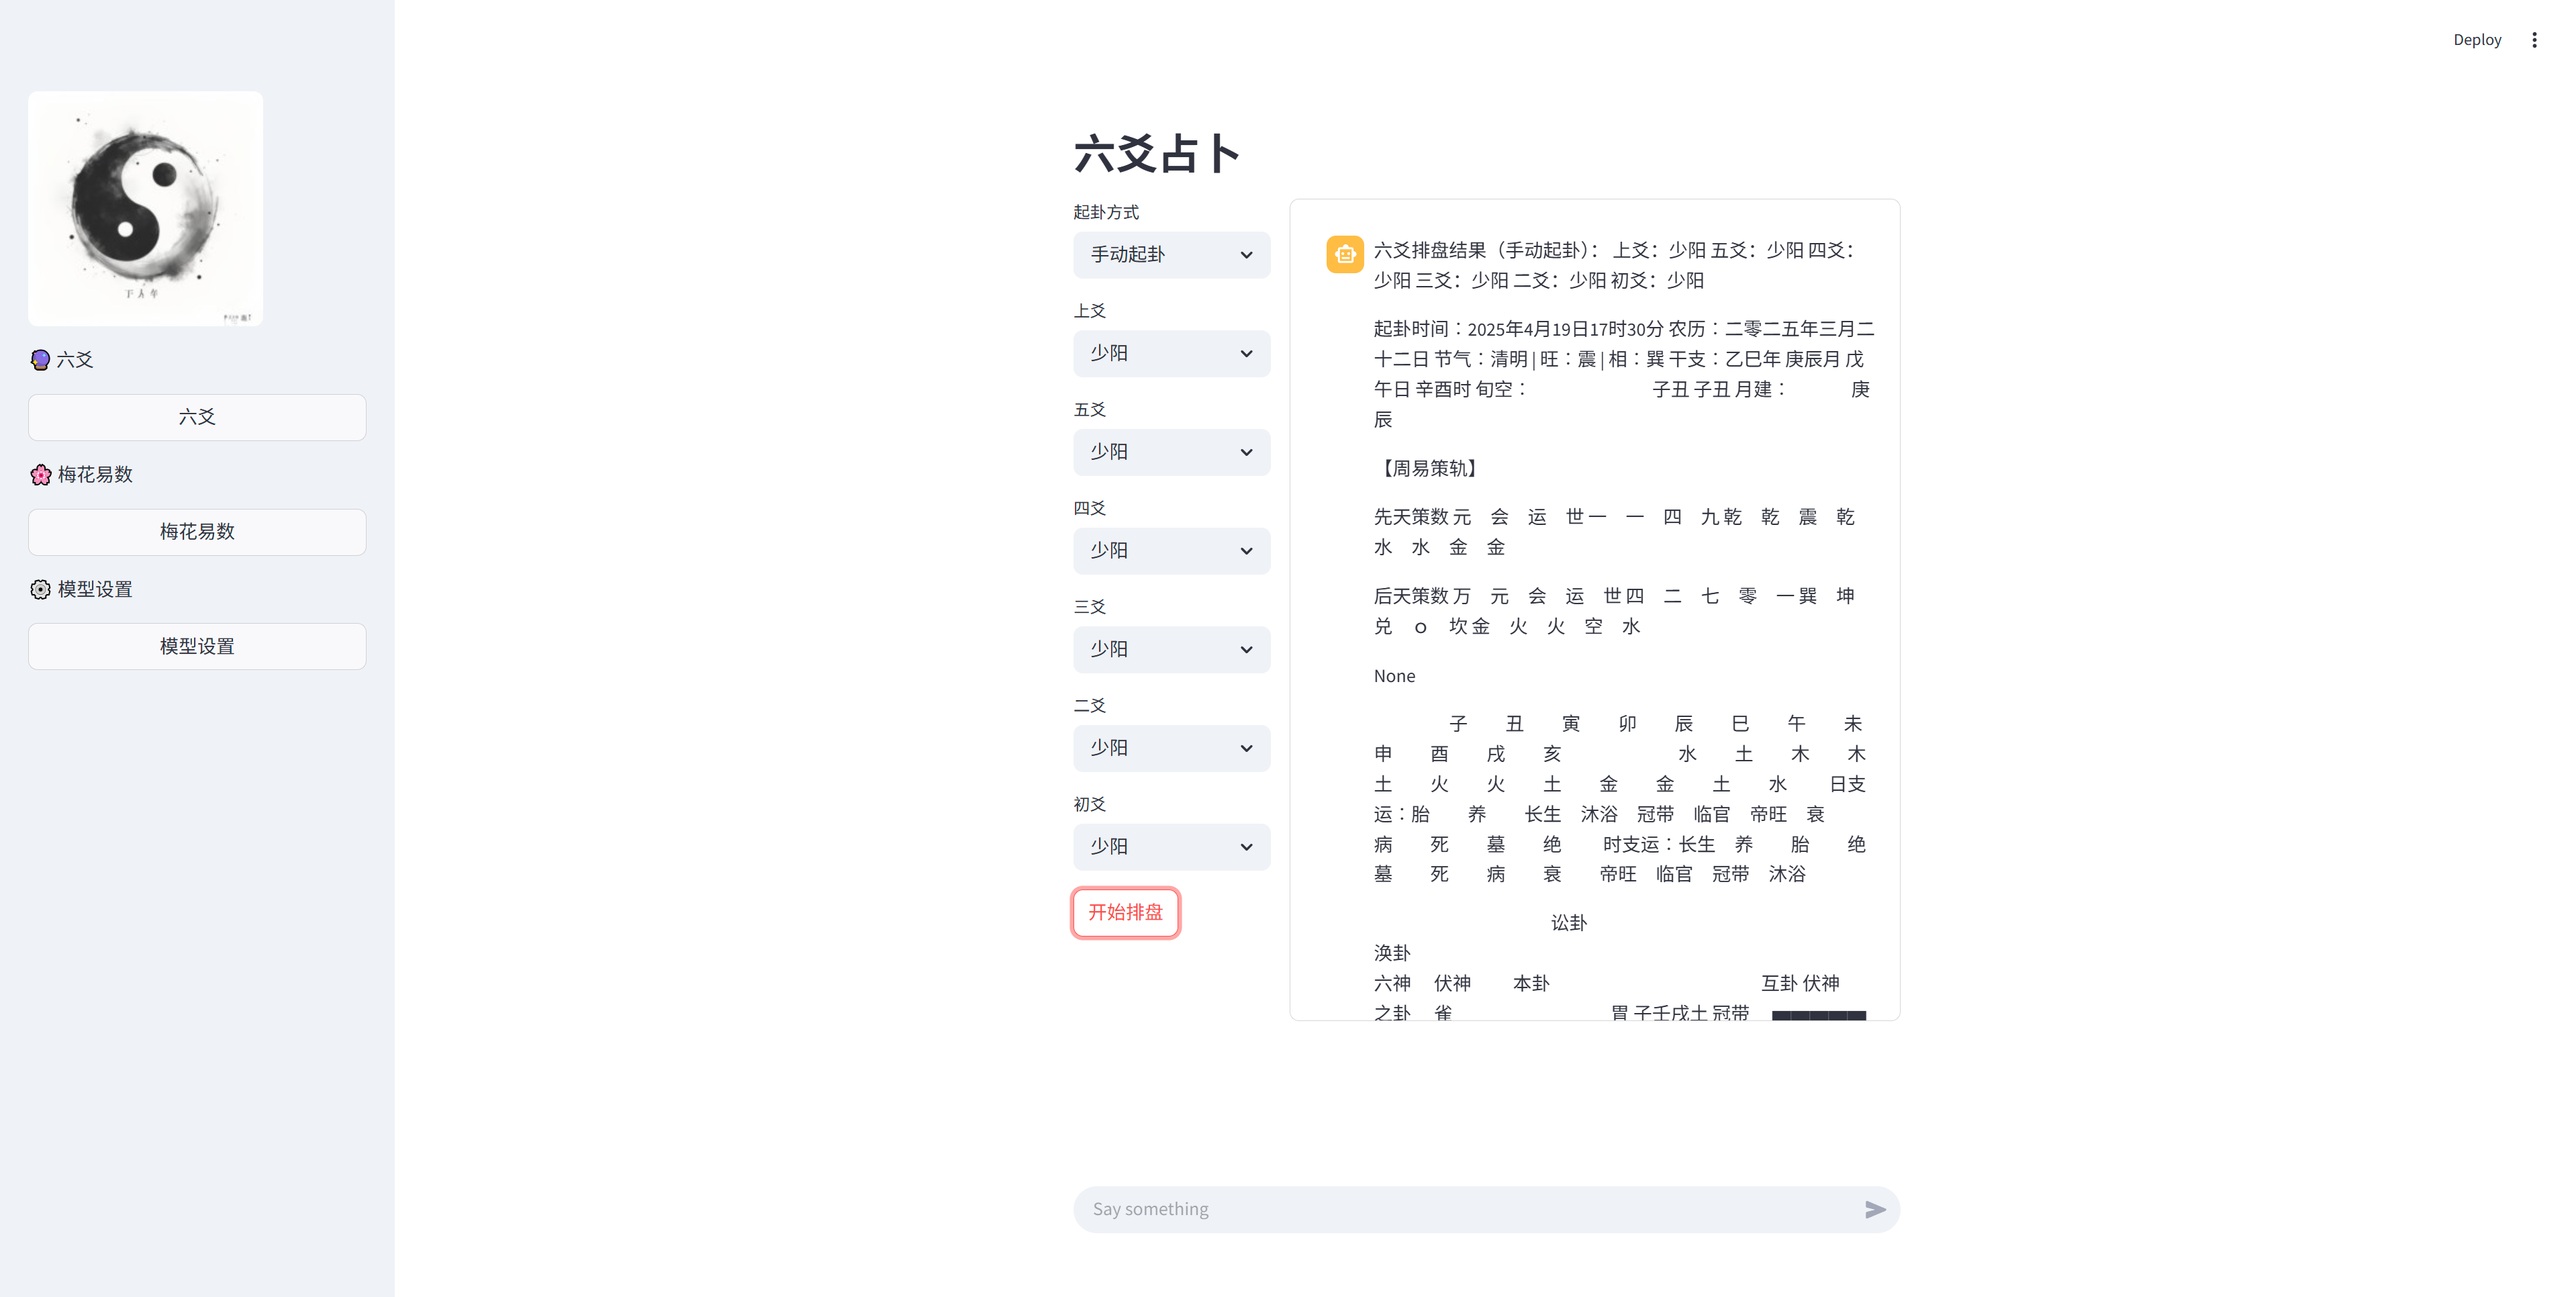 Deploy
六爻
六爻
梅花易数
梅花易数
模型设置
模型设置
六爻占卜
起卦方式
手动起卦
上爻
少阳
五爻
少阳
四爻
少阳
三爻
少阳
二爻
少阳
初爻
少阳
开始排盘
六爻排盘结果（手动起卦）： 上爻：少阳 五爻：少阳 四爻：
少阳 三爻：少阳 二爻：少阳 初爻：少阳
起卦时间︰2025年4月19日17时30分 农历︰二零二五年三月二
十二日 节气︰清明 | 旺︰震 | 相︰巽 干支︰乙巳年 庚辰月 戊
午日 辛酉时 旬空︰ 子丑 子丑 月建︰ 庚
辰
【周易策轨】
先天策数 元 会 运 世 一 一 四 九 乾 乾 震 乾
水 水 金 金
后天策数 万 元 会 运 世 四 二 七 零 一 巽 坤
兑 o 坎 金 火 火 空 水
None
子 丑 寅 卯 辰 巳 午 未
申 酉 戌 亥 水 土 木 木
土 火 火 土 金 金 土 水 日支
运︰胎 养 长生 沐浴 冠带 临官 帝旺 衰
病 死 墓 绝 时支运︰长生 养 胎 绝
墓 死 病 衰 帝旺 临官 冠带 沐浴
讼卦
涣卦
六神 伏神 本卦 互卦 伏神
之卦 雀 胃 子壬戌土 冠带
Say something